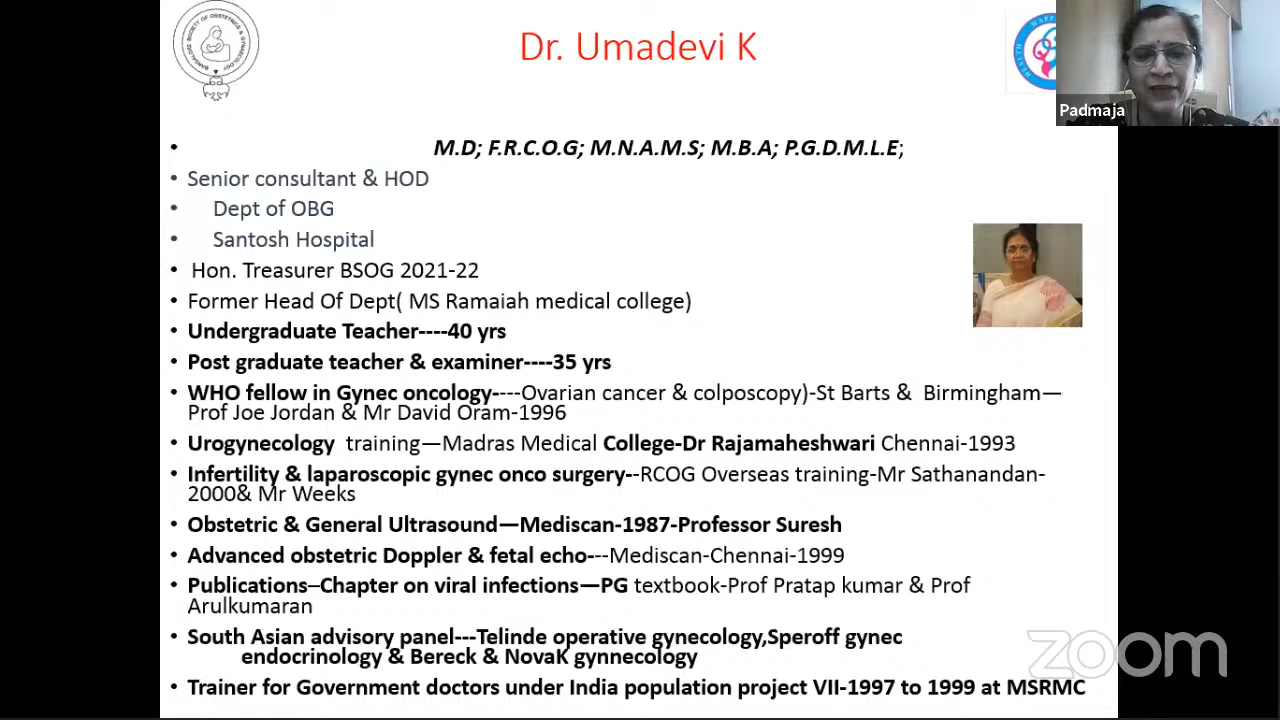 BANGALORE SOCIETY OF OBSTETRICS & GYNAECOLOGY
Dr. Umadevi K
HEALTH
Padmaja
• M.D; F.R.C.O.G; M.N.A.M.S; M.B.A; P.G.D.M.L.E;
• Senior consultant & HOD
• Dept of OBG
• Santosh Hospital
• Hon. Treasurer BSOG 2021-22
• Former Head Of Dept( MS Ramaiah medical college)
• Undergraduate Teacher----40 yrs
• Post graduate teacher & examiner----35 yrs
• WHO fellow in Gynec oncology----Ovarian cancer & colposcopy)-St Barts & Birmingham—
Prof Joe Jordan & Mr David Oram-1996
• Urogynecology training—Madras Medical College-Dr Rajamaheshwari Chennai-1993
• Infertility & laparoscopic gynec onco surgery--RCOG Overseas training-Mr Sathanandan-
2000& Mr Weeks
• Obstetric & General Ultrasound—Mediscan-1987-Professor Suresh
• Advanced obstetric Doppler & fetal echo---Mediscan-Chennai-1999
• Publications–Chapter on viral infections—PG textbook-Prof Pratap kumar & Prof
Arulkumaran
• South Asian advisory panel---Telinde operative gynecology,Speroff gynec
endocrinology & Bereck & NovaK gynnecology
• Trainer for Government doctors under India population project VII-1997 to 1999 at MSRMC
zoom